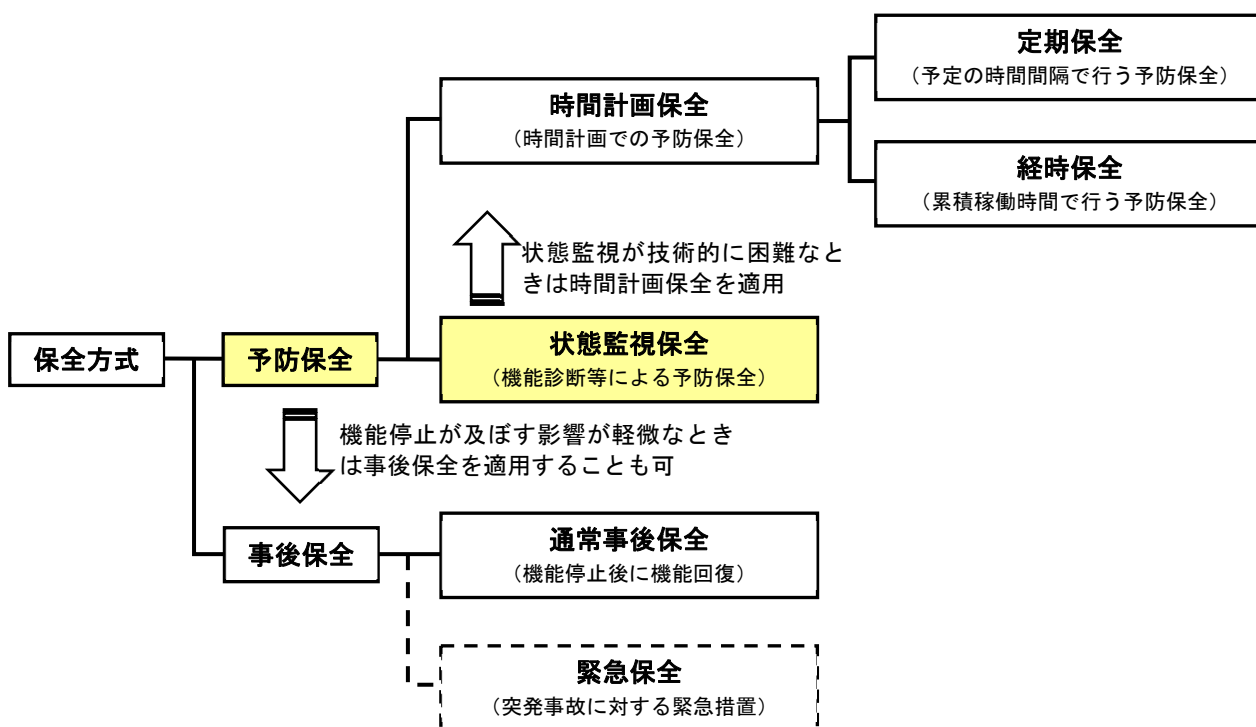 定期保全
（予定の時間間隔で行う予防保全）
時間計画保全
（時間計画での予防保全）
経時保全
（累積稼働時間で行う予防保全）
状態監視が技術的に困難なと
きは時間計画保全を適用
保全方式
予防保全
状態監視保全
（機能診断等による予防保全）
機能停止が及ぼす影響が軽微なとき
は事後保全を適用することも可
事後保全
通常事後保全
（機能停止後に機能回復）
緊急保全
（突発事故に対する緊急措置）